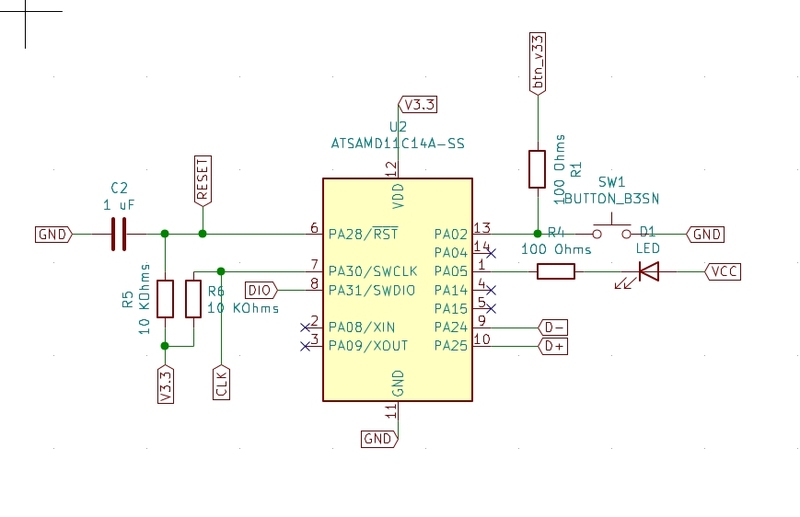 btn_v33
V3.3
U2
ATSAMD11C14A-SS
100 Ohms
R1
RESET
C2
1 uF
SW1
BUTTON_B3SN
12
VDD
GND
6
PA28/RST
PA02
13
R4
D1
GND
PA04
14
100 Ohms
LED
7
PA30/SWCLK
PA05
1
VCC
R5
10 KOhms
R6
10 KOhms
DIO
8
PA31/SWDIO
PA14
4
PA15
5
2
PA08/XIN
PA24
9
D-
3
PA09/XOUT
PA25
10
D+
V3.3
CLK
GND
11
GND